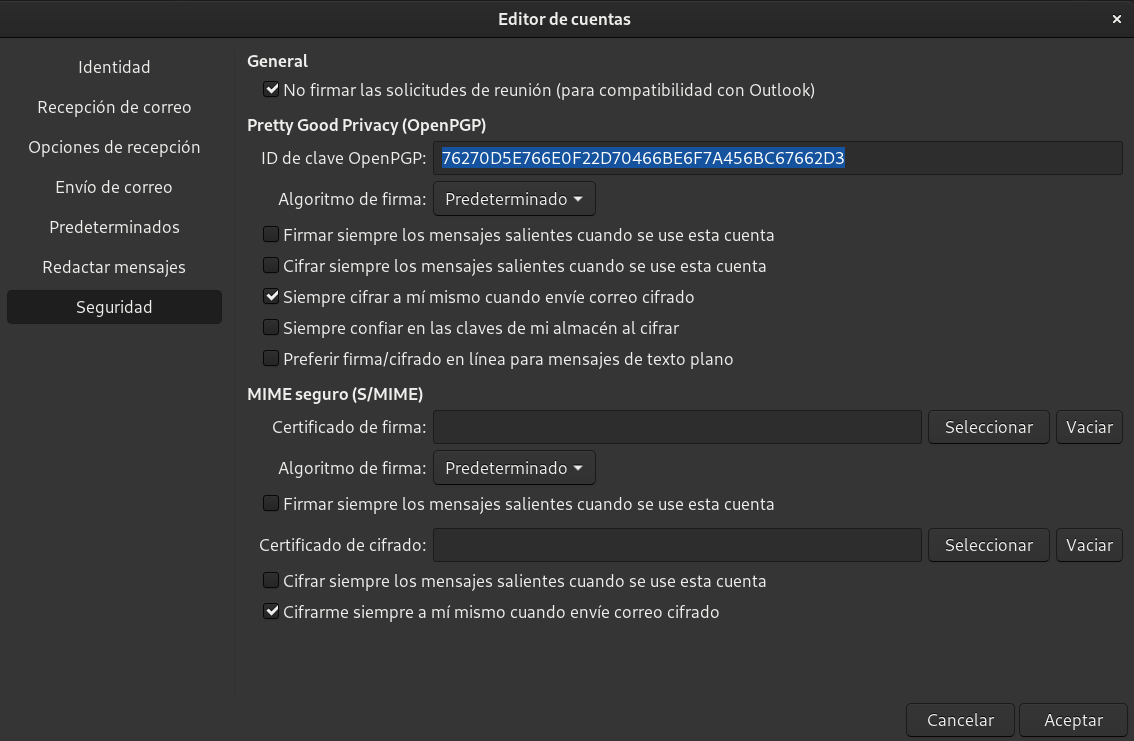 Editor de cuentas
Identidad
Recepción de correo
Opciones de recepción
Envío de correo
Predeterminados
Redactar mensajes
Seguridad
General
No firmar las solicitudes de reunión (para compatibilidad con Outlook)
Pretty Good Privacy (OpenPGP)
ID de clave OpenPGP: 76270D5E766E0F22D70466BE6F7A456BC67662D3
Algoritmo de firma: Predeterminado
Firmar siempre los mensajes salientes cuando se use esta cuenta
Cifrar siempre los mensajes salientes cuando se use esta cuenta
Siempre cifrar a mí mismo cuando envíe correo cifrado
Siempre confiar en las claves de mi almacén al cifrar
Preferir firma/cifrado en línea para mensajes de texto plano
MIME seguro (S/MIME)
Certificado de firma: Seleccionar Vaciar
Algoritmo de firma: Predeterminado
Firmar siempre los mensajes salientes cuando se use esta cuenta
Certificado de cifrado: Seleccionar Vaciar
Cifrar siempre los mensajes salientes cuando se use esta cuenta
Cifrarme siempre a mí mismo cuando envíe correo cifrado
Cancelar Aceptar